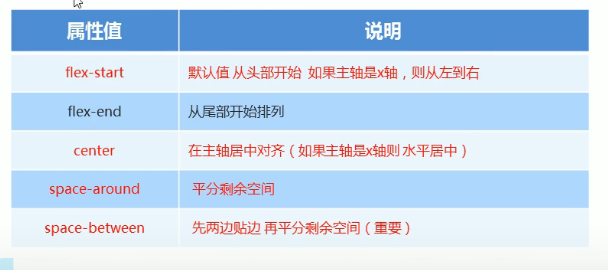 属性值 说明
flex-start 默认值 从头部开始 如果主轴是x轴，则从左到右
flex-end 从尾部开始排列
center 在主轴居中对齐（如果主轴是x轴则 水平居中）
space-around 平分剩余空间
space-between 先两边贴边 再平分剩余空间（重要）